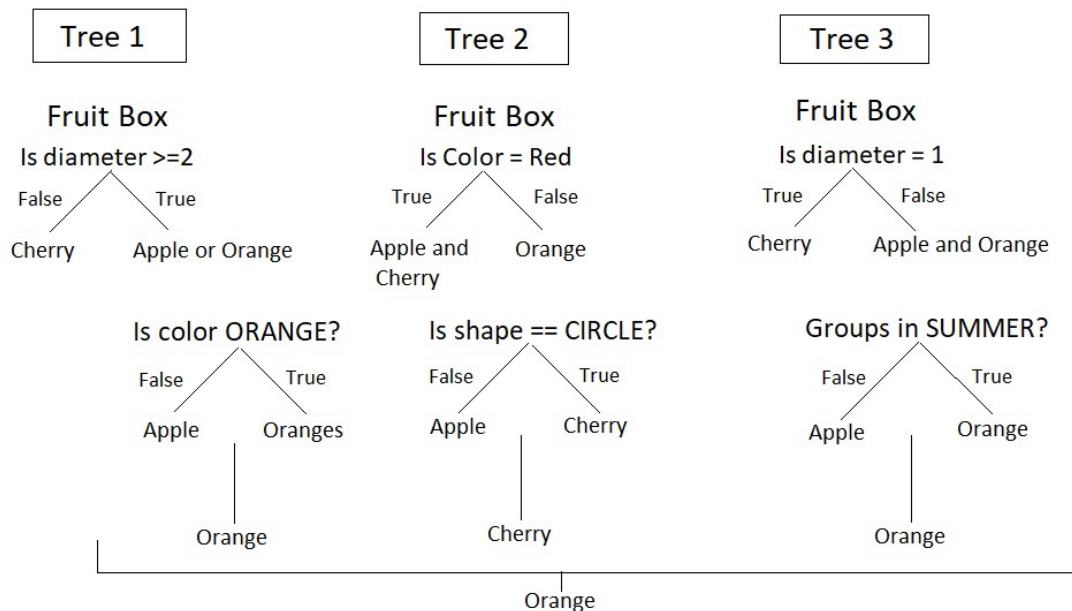 Tree 1
Tree 2
Tree 3
Fruit Box
Fruit Box
Fruit Box
Is diameter >=2
Is Color = Red
Is diameter = 1
False
True
True
False
True
False
Cherry
Apple or Orange
Apple and
Cherry
Orange
Cherry
Apple and Orange
Is color ORANGE?
Is shape == CIRCLE?
Groups in SUMMER?
False
True
False
True
False
True
Apple
Oranges
Apple
Cherry
Apple
Orange
Orange
Cherry
Orange
Orange